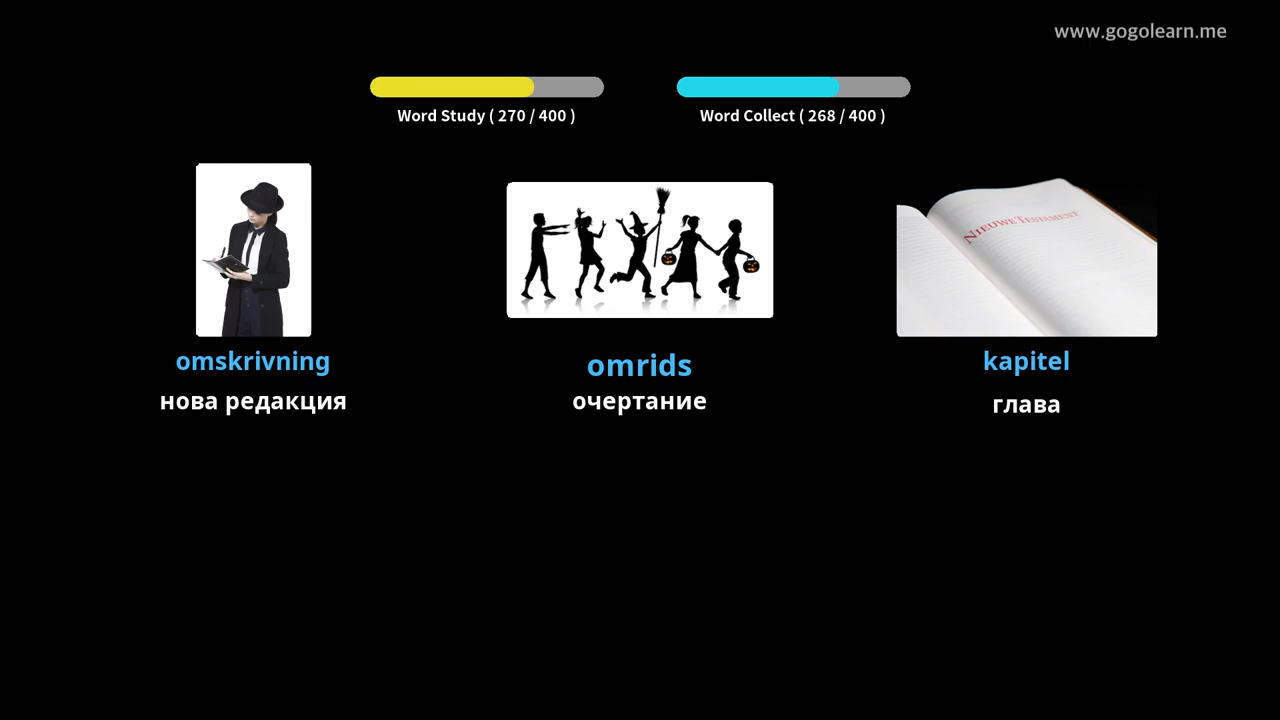 www.gogolearn.me
Word Study ( 270 / 400 )
Word Collect ( 268 / 400 )
NIEUWE TESTAMENT
omskrivning
omrids
kapitel
нова редакция
очертание
глава